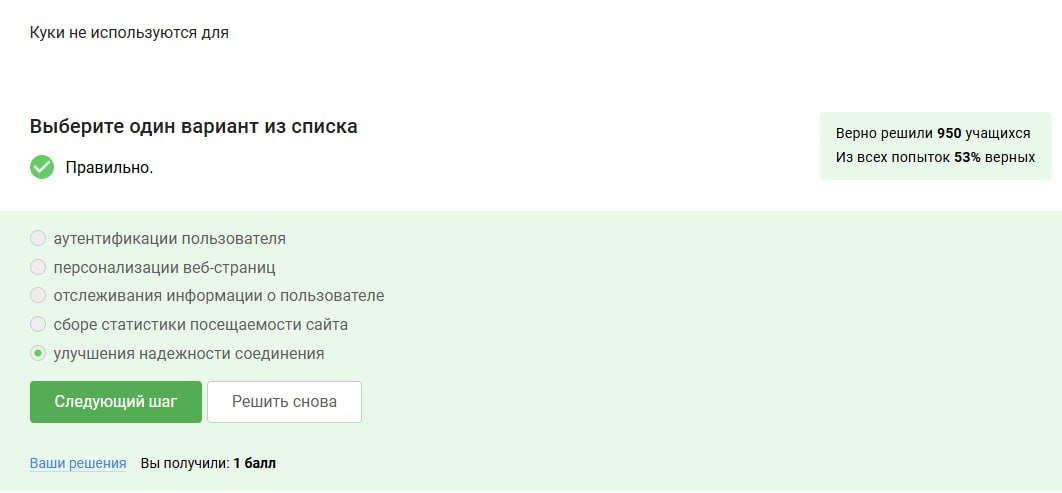 Куки не используются для
Выберите один вариант из списка
Верно решили 950 учащихся
Из всех попыток 53% верных
Правильно.
аутентификации пользователя
персонализации веб-страниц
отслеживания информации о пользователе
сборе статистики посещаемости сайта
улучшения надежности соединения
Следующий шаг
Решить снова
Ваши решения Вы получили: 1 балл